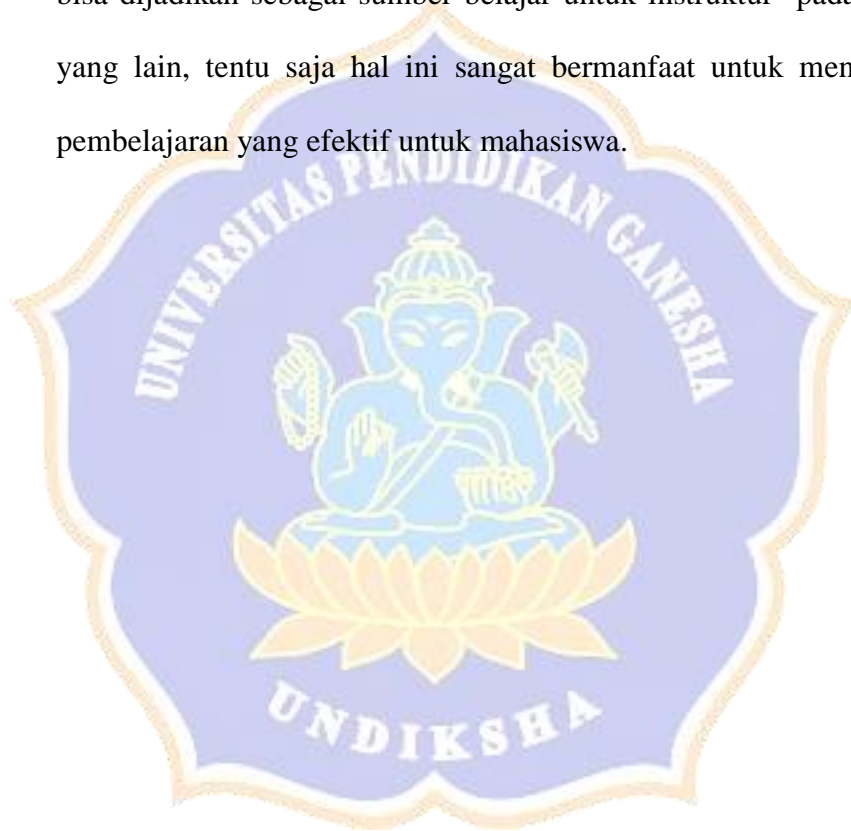 bisa dijadikan sebagai sumber belajar untuk instruktur pada
yang lain, tentu saja hal ini sangat bermanfaat untuk men
pembelajaran yang efektif untuk mahasiswa.
UNIVERSITAS PENDIDIKAN GANESHA
UNDIKSHA